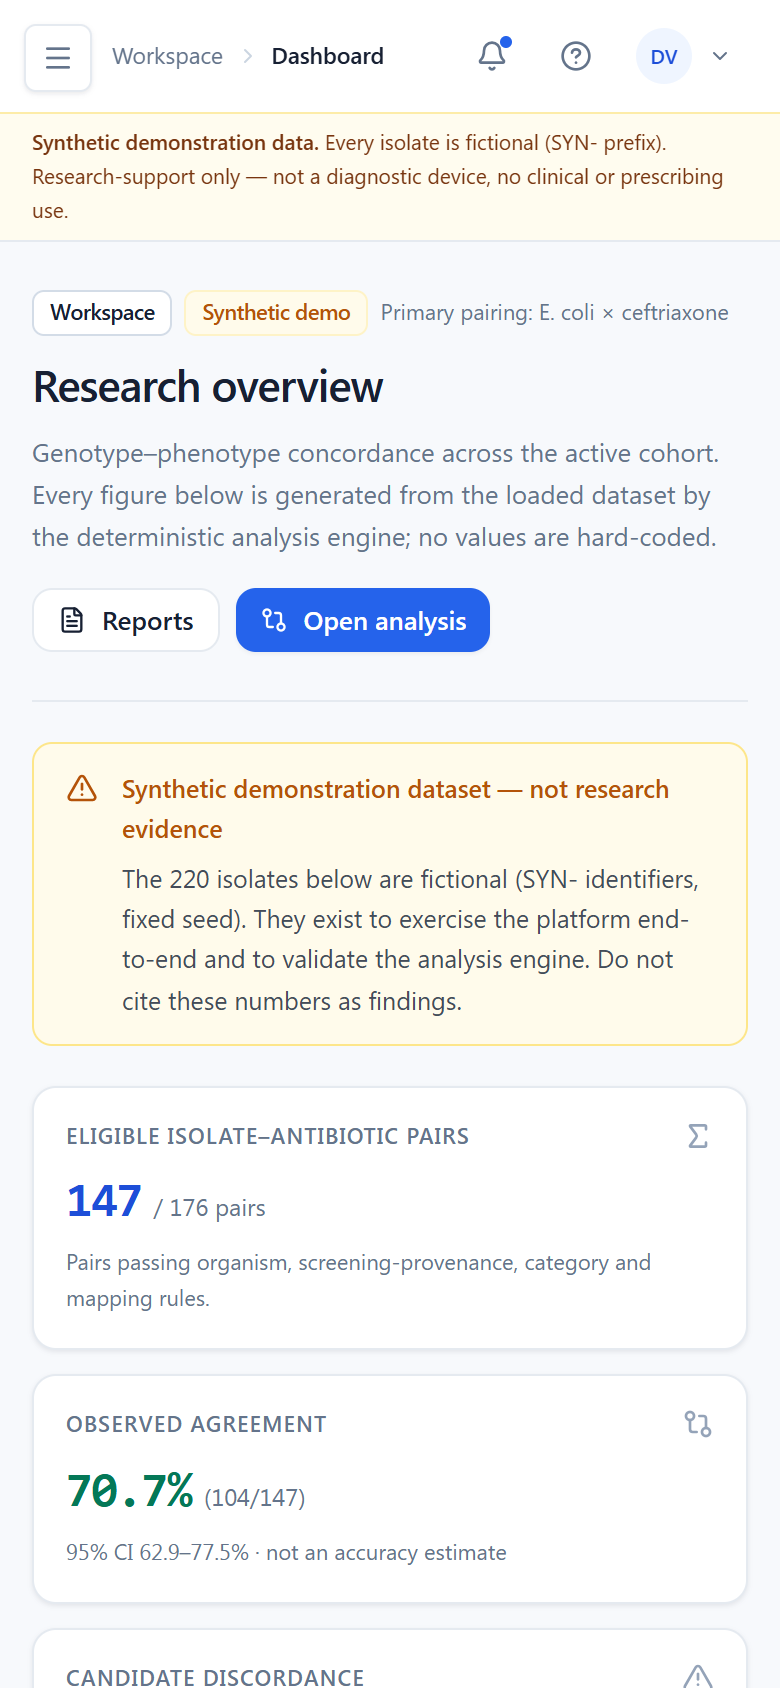 Workspace > Dashboard DV
Synthetic demonstration data. Every isolate is fictional (SYN- prefix).
Research-support only — not a diagnostic device, no clinical or prescribing
use.
Workspace Synthetic demo Primary pairing: E. coli × ceftriaxone
Research overview
Genotype–phenotype concordance across the active cohort.
Every figure below is generated from the loaded dataset by
the deterministic analysis engine; no values are hard-coded.
Reports Open analysis
Synthetic demonstration dataset — not research
evidence
The 220 isolates below are fictional (SYN- identifiers,
fixed seed). They exist to exercise the platform end-
to-end and to validate the analysis engine. Do not
cite these numbers as findings.
ELIGIBLE ISOLATE–ANTIBIOTIC PAIRS
147 / 176 pairs
Pairs passing organism, screening-provenance, category and
mapping rules.
OBSERVED AGREEMENT
70.7% (104/147)
95% CI 62.9–77.5% · not an accuracy estimate
CANDIDATE DISCORDANCE